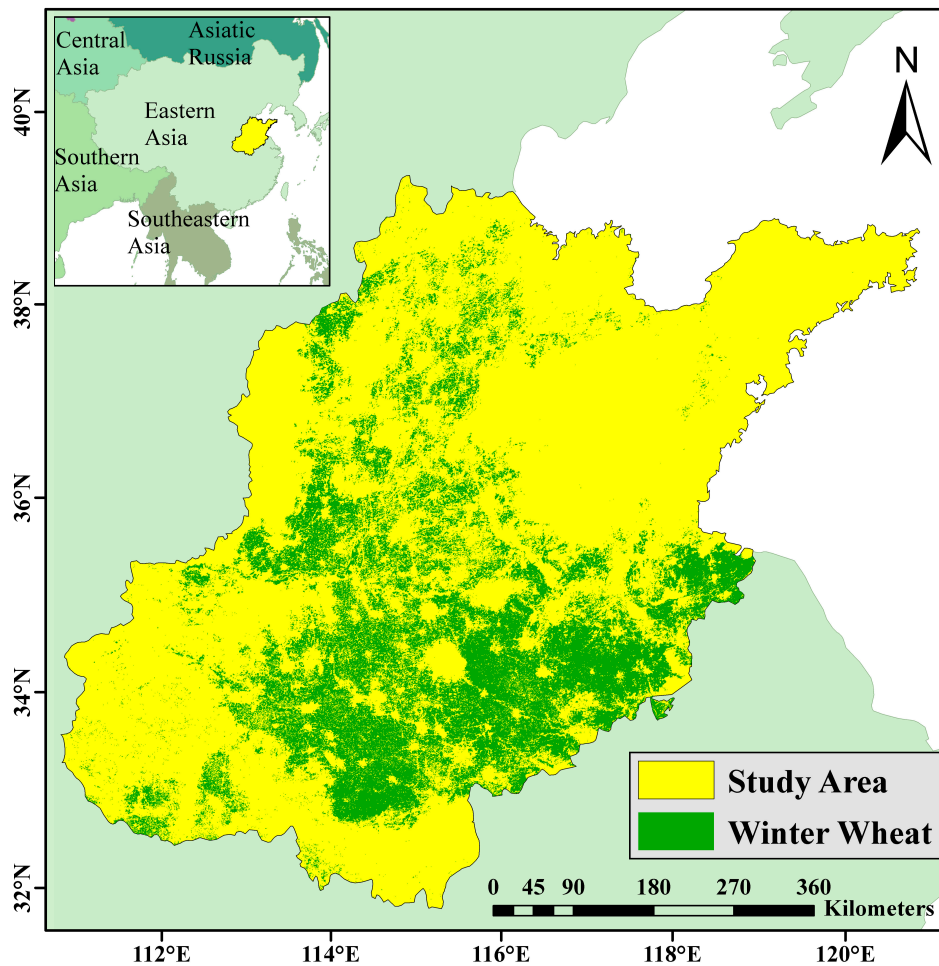 Central
Asia
Asiatic
Russia
Eastern
Asia
Southern
Asia
Southeastern
Asia
N
40°N
38°N
36°N
34°N
32°N
Study Area
Winter Wheat
0 45 90 180 270 360
Kilometers
112°E 114°E 116°E 118°E 120°E